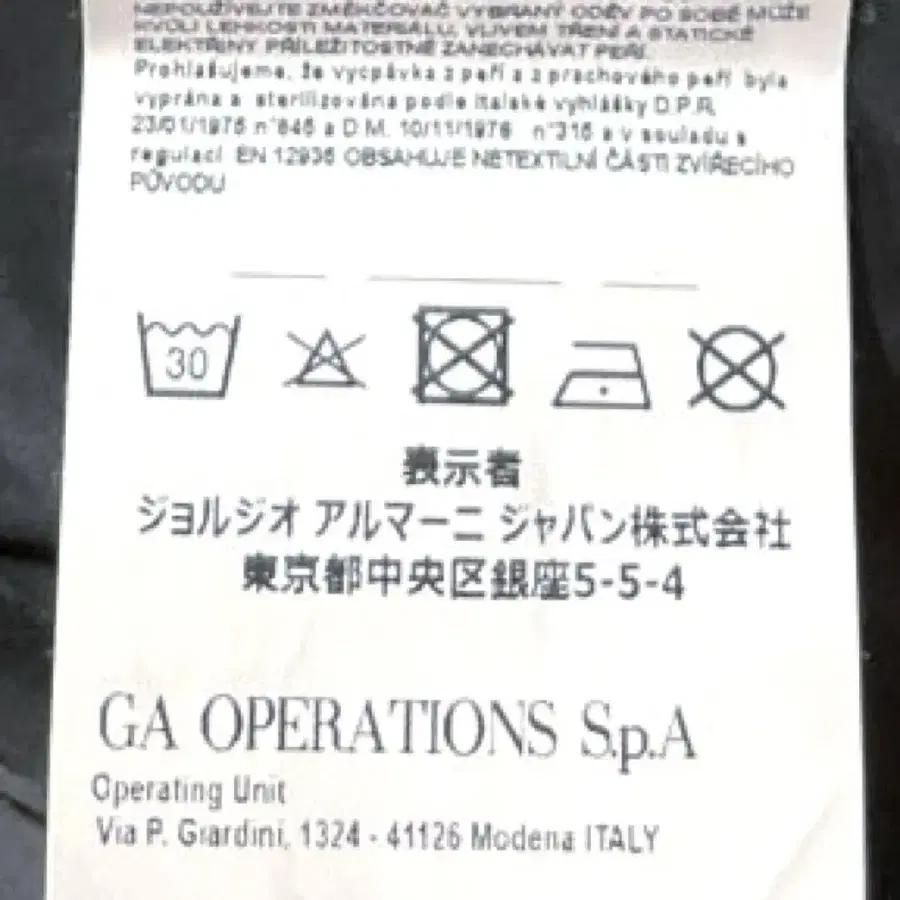 NEPOUŽÍVEJTE ZMĚKČOVAČ VYBRANÝ ODĚV PO SOBĚ MŮŽE
KVŮLI LEHKOSTI MATERIÁLU, VLIVEM TŘENÍ A STATICKÉ
ELEKTŘINY PŘÍLEŽITOSTNĚ ZANECHÁVAT PEŘÍ.
Prohlašujeme, že vycpávka z peří a z prachového peří byla
vyprána a sterilizována podle italské vyhlášky D.P.R.
23/01/1975 n°845 a D.M. 10/11/1976 n°316 a v souladu s
regulací EN 12935 OBSAHUJE NETEXTILNÍ ČÁSTI ZVÍŘECÍHO
PŮVODU
30
表示者
ジョルジオ アルマーニ ジャパン株式会社
東京都中央区銀座5-5-4
GA OPERATIONS S.p.A
Operating Unit
Via P. Giardini, 1324 - 41126 Modena ITALY